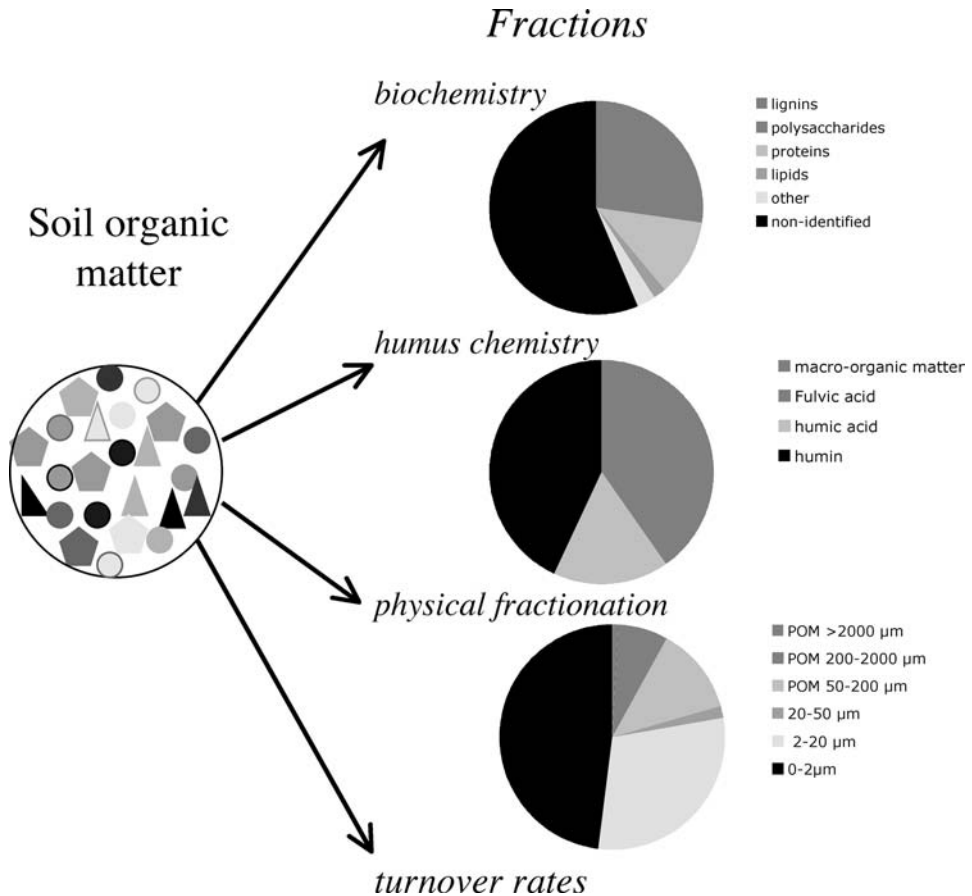 Fractions
biochemistry
lignins
polysaccharides
proteins
lipids
other
non-identified
Soil organic
matter
humus chemistry
macro-organic matter
Fulvic acid
humic acid
humin
physical fractionation
POM >2000 µm
POM 200-2000 µm
POM 50-200 µm
20-50 µm
2-20 µm
0-2µm
turnover rates